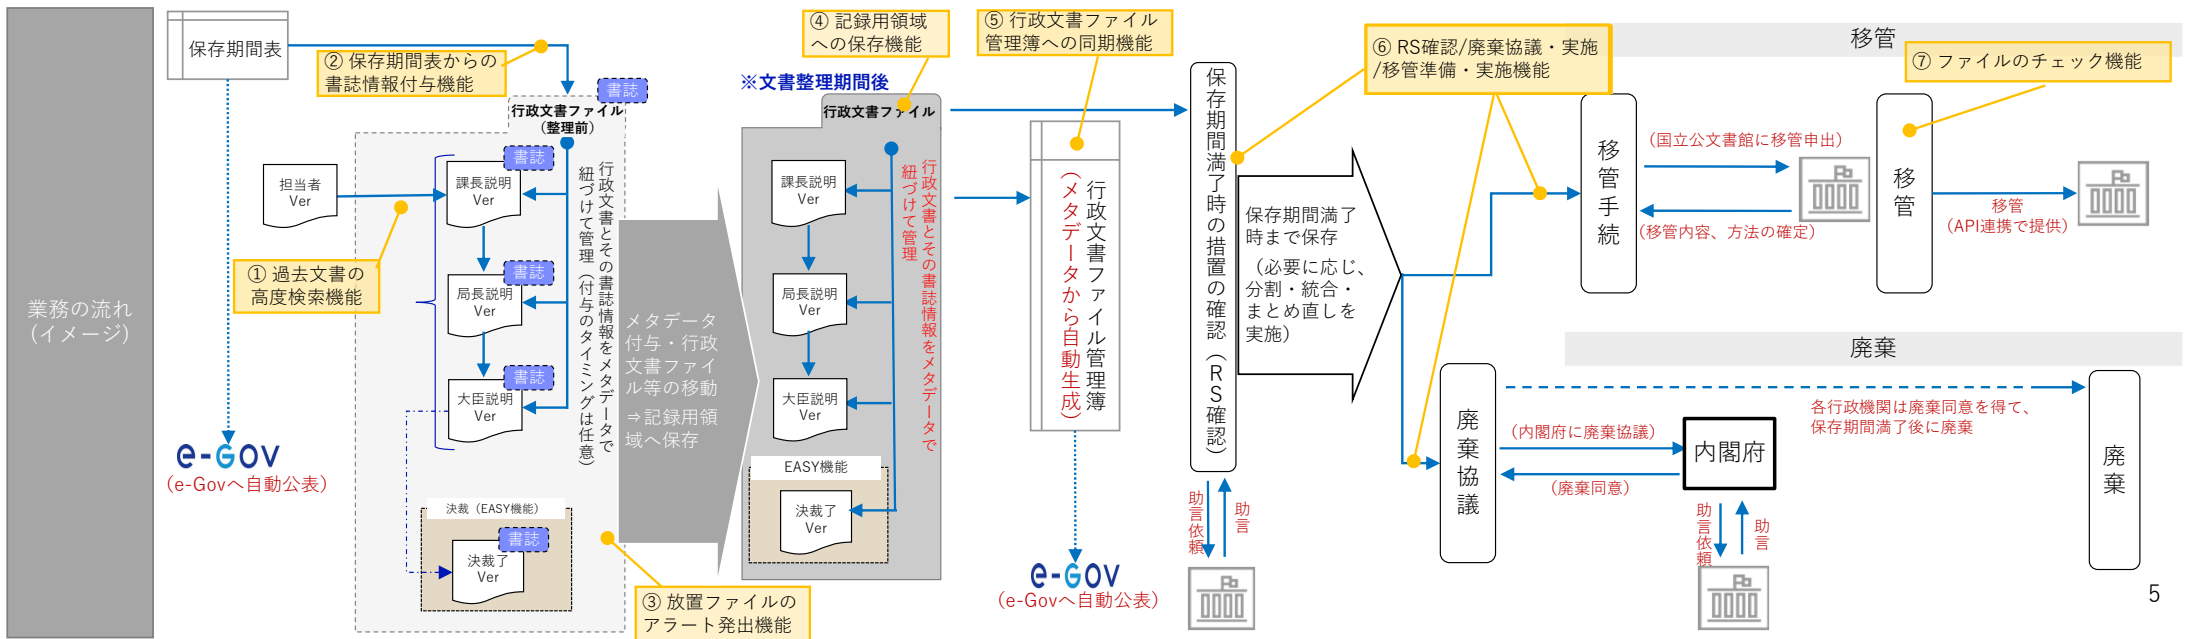 業務の流れ
（イメージ）
保存期間表
② 保存期間表からの
書誌情報付与機能
e-GOV
（e-Govへ自動公表）
担当者
Ver
① 過去文書の
高度検索機能
書誌
行政文書ファイル
（整理前）
書誌
課長説明
Ver
書誌
局長説明
Ver
書誌
大臣説明
Ver
行政文書とその書誌情報をメタデータで
紐づけて管理（付与のタイミングは任意）
決裁（EASY機能）
書誌
決裁了
Ver
③ 放置ファイルの
アラート発出機能
メタデータ
付与・行政
文書ファイ
ル等の移動
⇒記録用領
域へ保存
④ 記録用領域
への保存機能
※文書整理期間後
行政文書ファイル
課長説明
Ver
局長説明
Ver
大臣説明
Ver
行政文書とその書誌情報をメタデータで
紐づけて管理
EASY機能
決裁了
Ver
⑤ 行政文書ファイル
管理簿への同期機能
行政文書ファイル管理簿
（メタデータから自動生成）
e-GOV
（e-Govへ自動公表）
保存期間満了時の措置の確認（RS確認）
助言依頼
助言
保存期間満了
時まで保存
（必要に応じ、
分割・統合・
まとめ直しを
実施）
⑥ RS確認/廃棄協議・実施
/移管準備・実施機能
移管
⑦ ファイルのチェック機能
移管手続
（国立公文書館に移管申出）
（移管内容、方法の確定）
移管
移管
（API連携で提供）
廃棄
廃棄協議
（内閣府に廃棄協議）
（廃棄同意）
内閣府
助言依頼
助言
各行政機関は廃棄同意を得て、
保存期間満了後に廃棄
廃棄
5